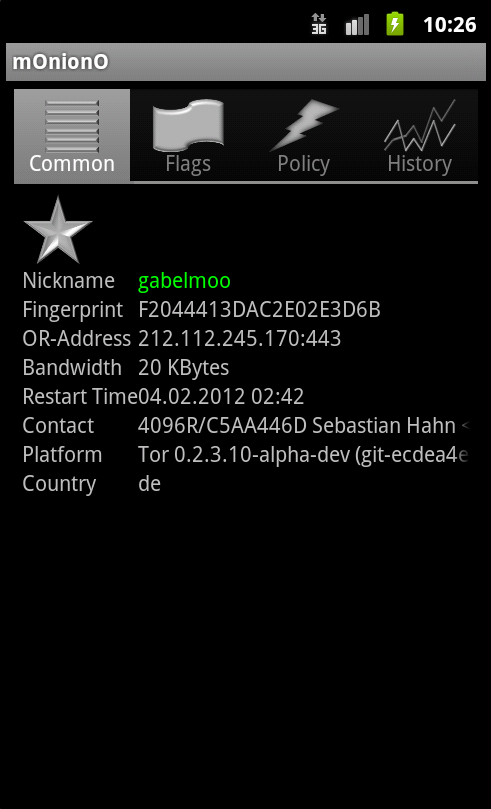 3G 10:26
mOnionO
Common Flags Policy History
Nickname gabelmoo
Fingerprint F2044413DAC2E02E3D6B
OR-Address 212.112.245.170:443
Bandwidth 20 KBytes
Restart Time 04.02.2012 02:42
Contact 4096R/C5AA446D Sebastian Hahn <
Platform Tor 0.2.3.10-alpha-dev (git-ecdea4e
Country de